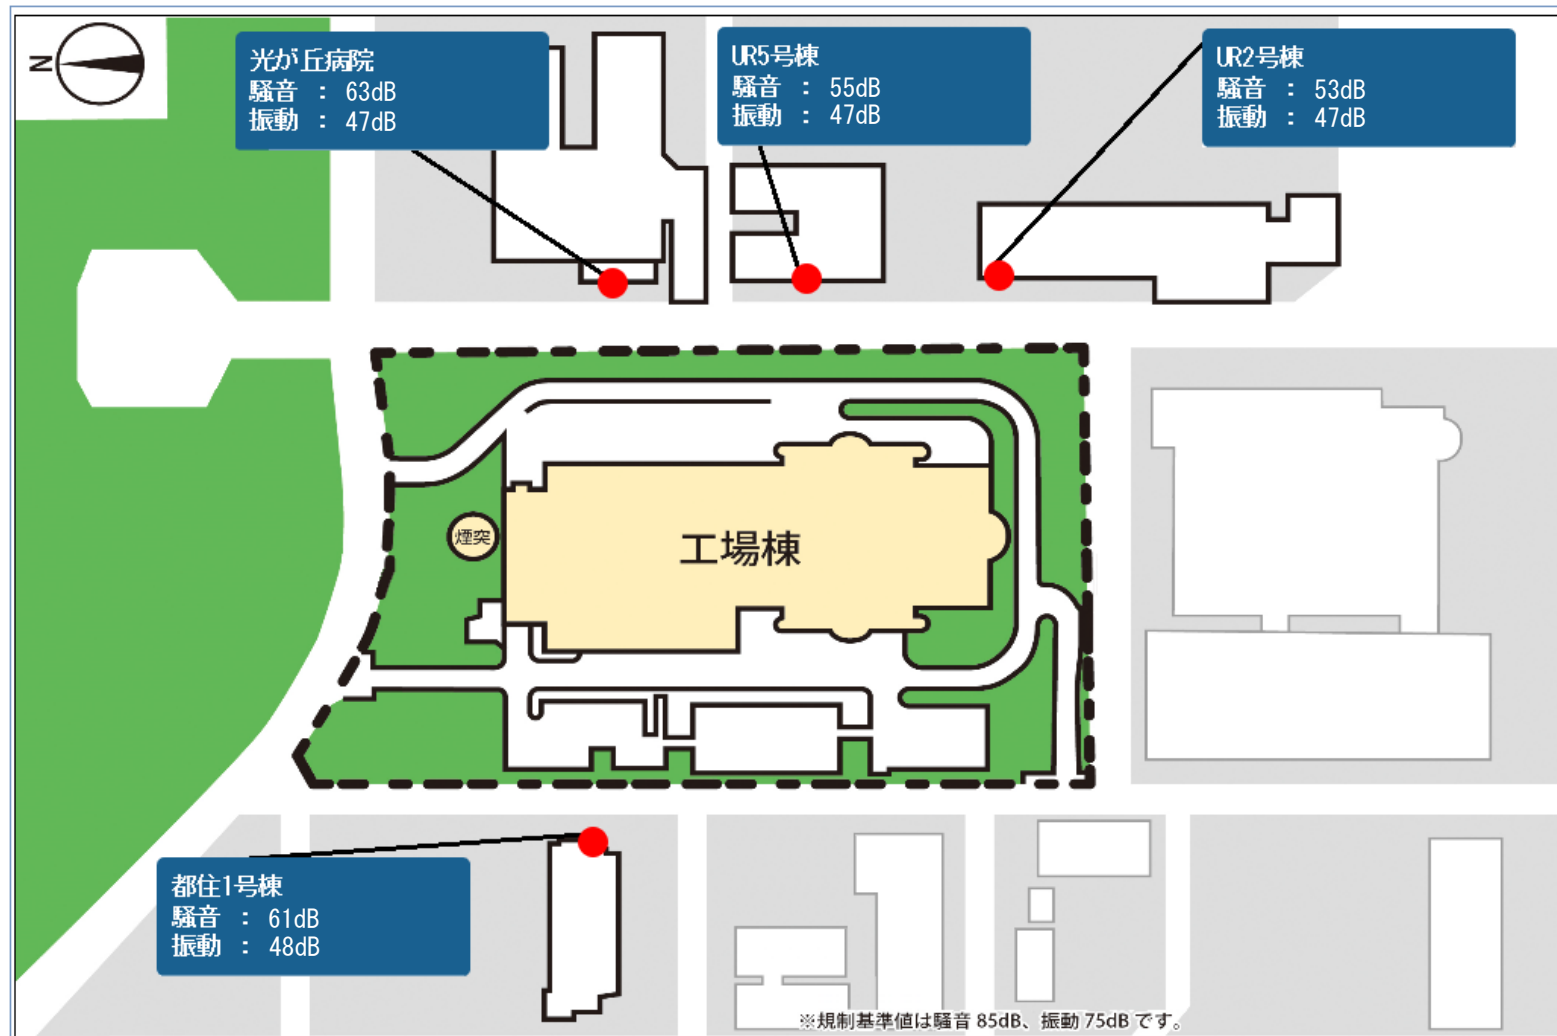 N
光が丘病院
騒音 : 63dB
振動 : 47dB
UR5号棟
騒音 : 55dB
振動 : 47dB
UR2号棟
騒音 : 53dB
振動 : 47dB
煙突
工場棟
都住1号棟
騒音 : 61dB
振動 : 48dB
※規制基準値は騒音 85dB、振動 75dB です。